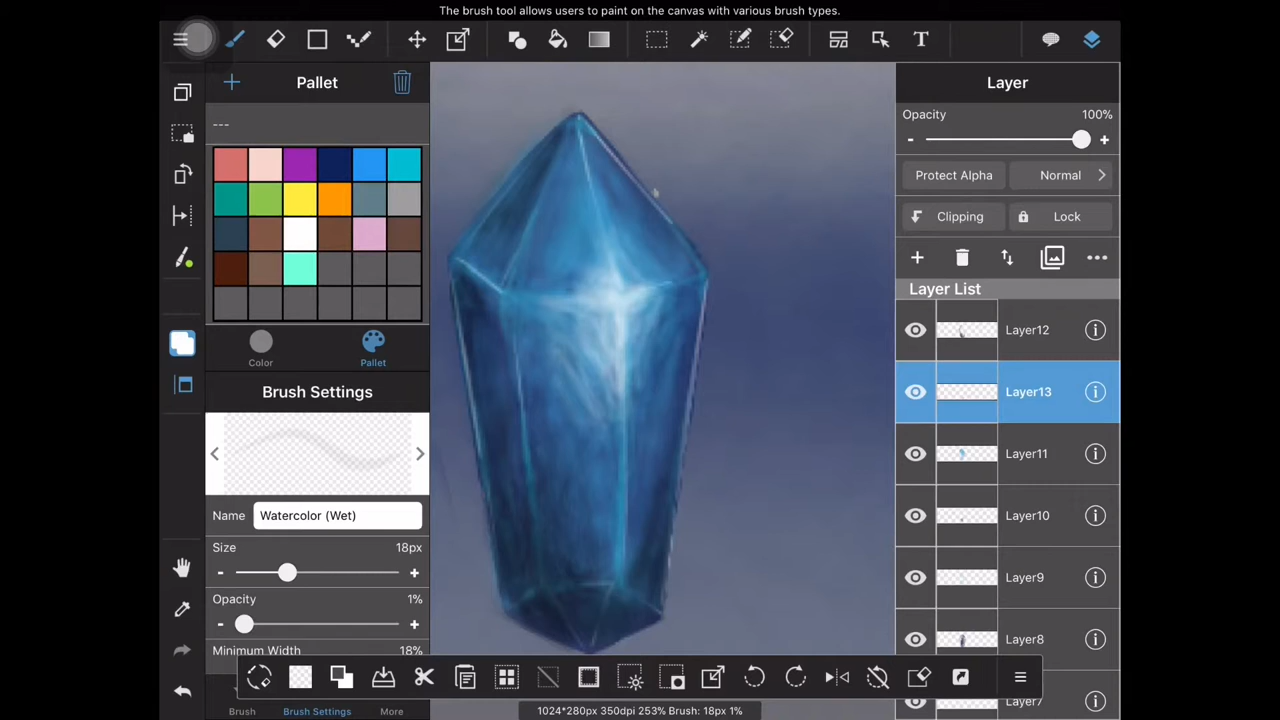 The brush tool allows users to paint on the canvas with various brush types.
T
Pallet
---
Color
Pallet
Brush Settings
Name Watercolor (Wet)
Size 18px
- +
Opacity 1%
- +
Minimum Width 18%
Brush Brush Settings More
1024*280px 350dpi 253% Brush: 18px 1%
Layer
Opacity 100%
- +
Protect Alpha Normal
Clipping Lock
Layer List
Layer12
Layer13
Layer11
Layer10
Layer9
Layer8
Layer7